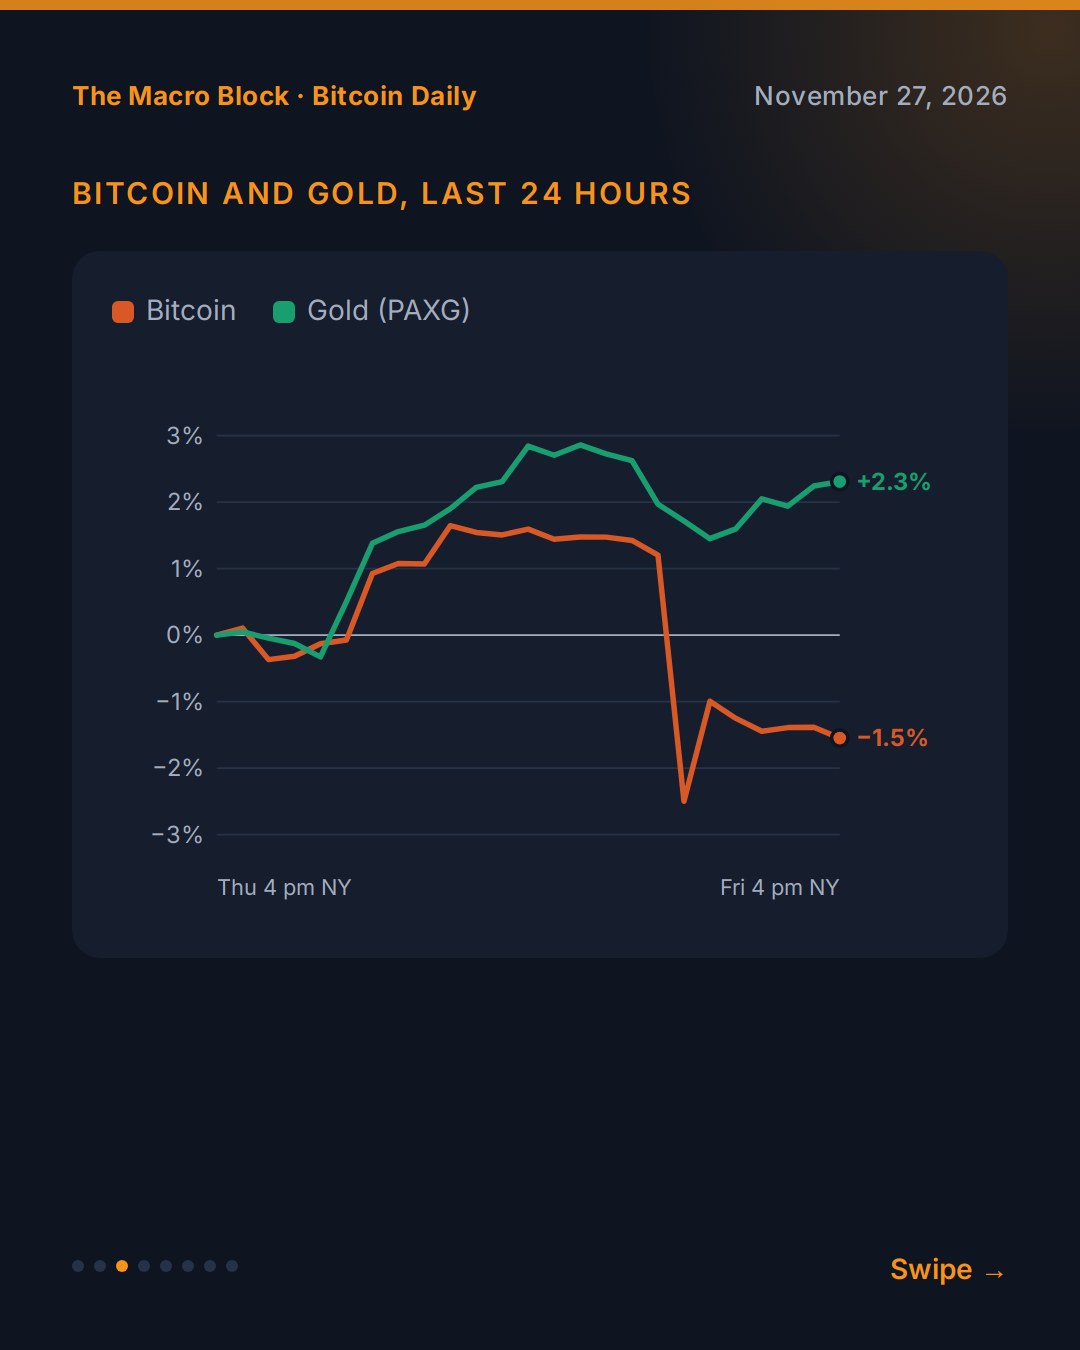 The Macro Block · Bitcoin Daily
November 27, 2026
BITCOIN AND GOLD, LAST 24 HOURS
Bitcoin
Gold (PAXG)
3%
2%
1%
0%
−1%
−2%
−3%
+2.3%
−1.5%
Thu 4 pm NY
Fri 4 pm NY
Swipe →